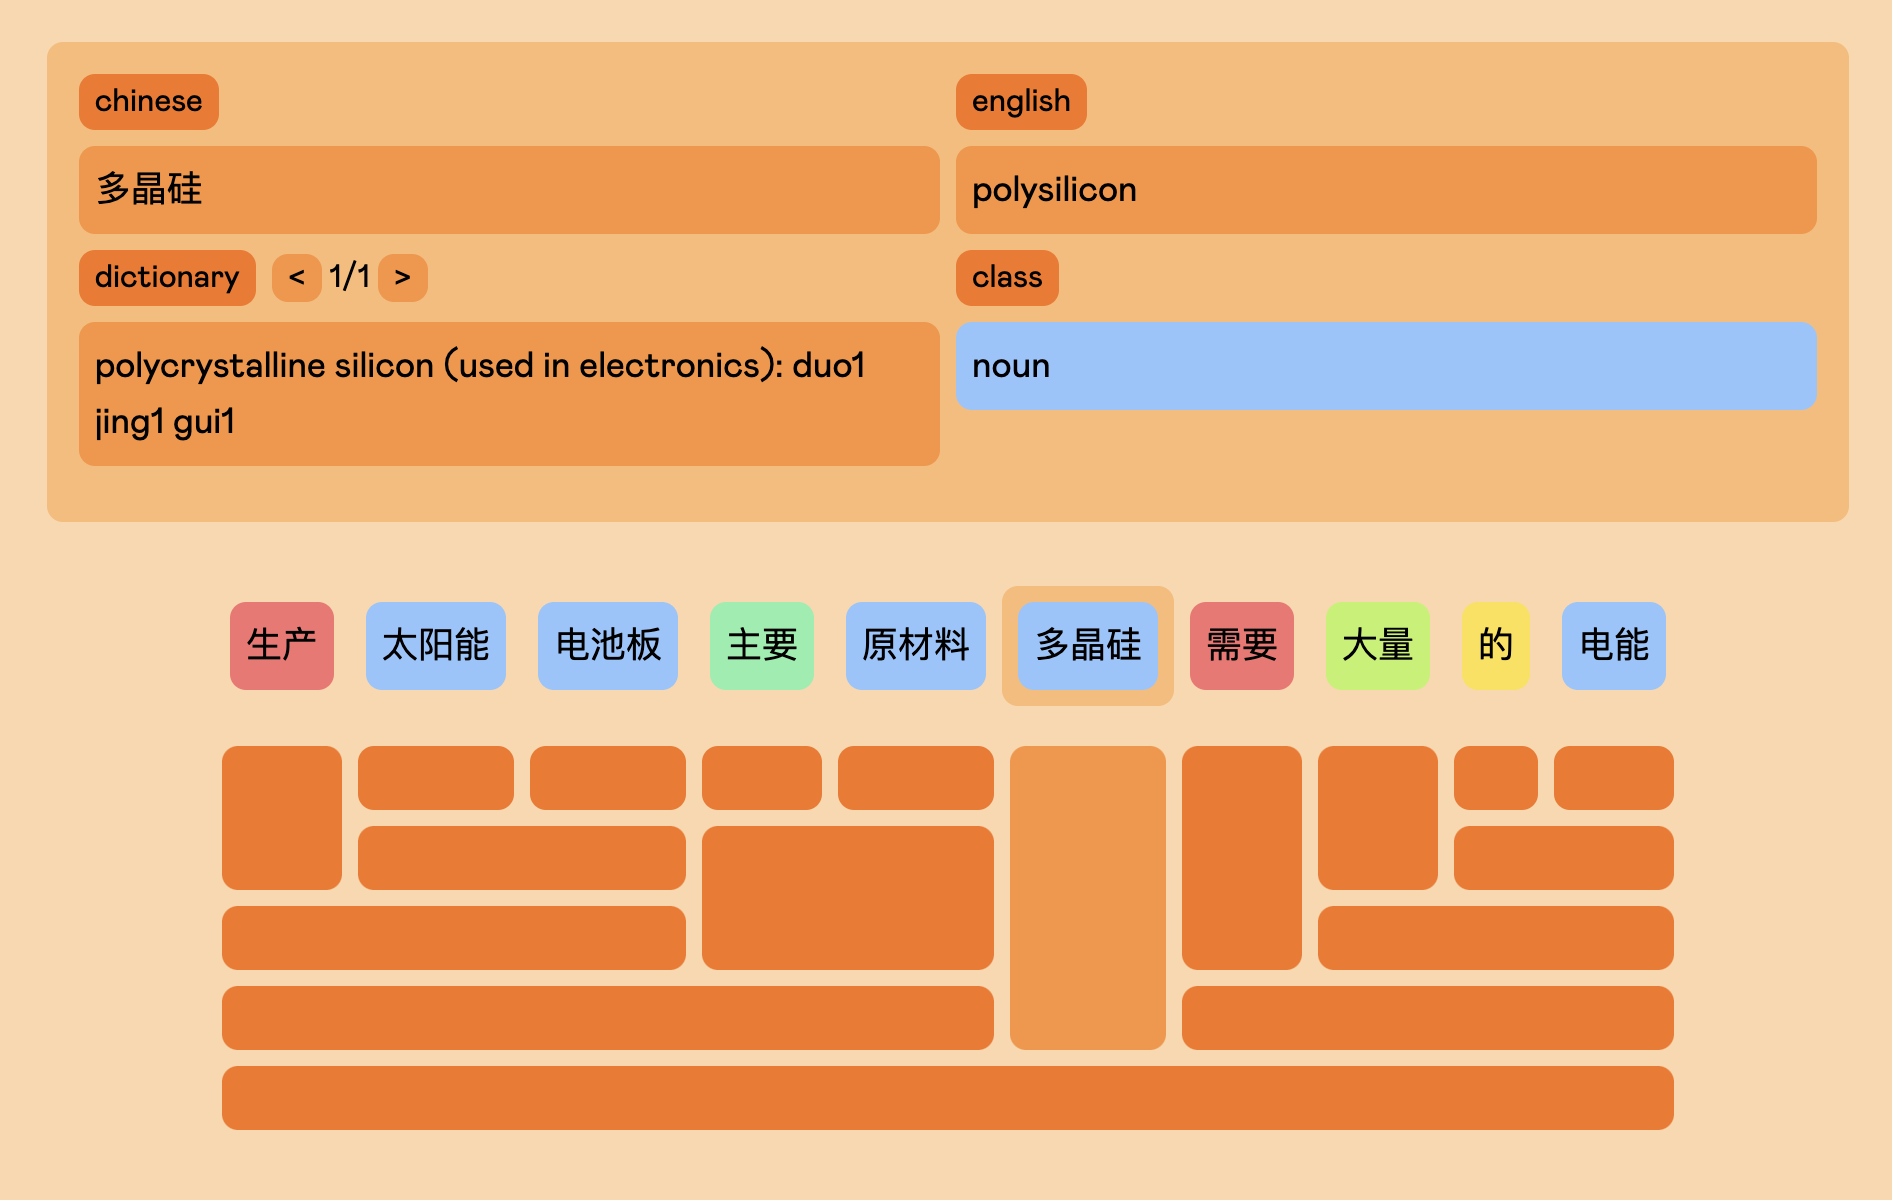 chinese
多晶硅
english
polysilicon
dictionary < 1/1 >
polycrystalline silicon (used in electronics): duo1
jing1 gui1
class
noun
生产 太阳能 电池板 主要 原材料 多晶硅 需要 大量 的 电能